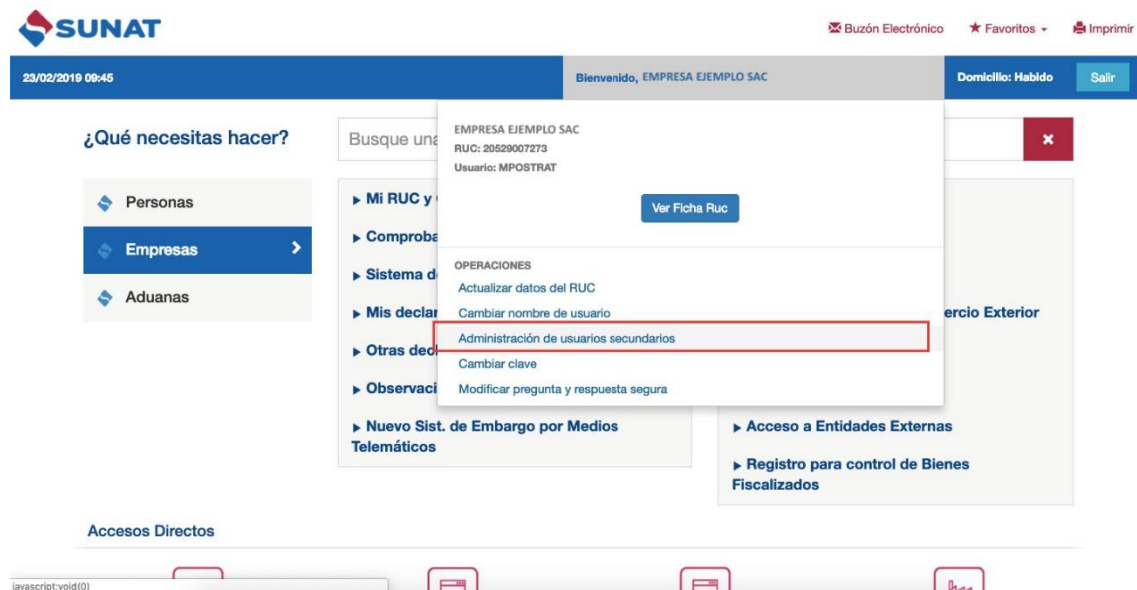 SUNAT
Buzón Electrónico
Favoritos
Imprimir
23/02/2019 09:45
Bienvenido, EMPRESA EJEMPLO SAC
Domicilio: Habido
Salir
¿Qué necesitas hacer?
Busque una
EMPRESA EJEMPLO SAC
RUC: 20529007273
Usuario: MPOSTRAT
Ver Ficha Ruc
Personas
Empresas
Aduanas
Mi RUC y
Comproba
Sistema d
Mis declar
Otras decl
Observaci
Nuevo Sist. de Embargo por Medios
Telemáticos
OPERACIONES
Actualizar datos del RUC
Cambiar nombre de usuario
Administración de usuarios secundarios
Cambiar clave
Modificar pregunta y respuesta segura
ercio Exterior
Acceso a Entidades Externas
Registro para control de Bienes
Fiscalizados
Accesos Directos
javascript:void(0)